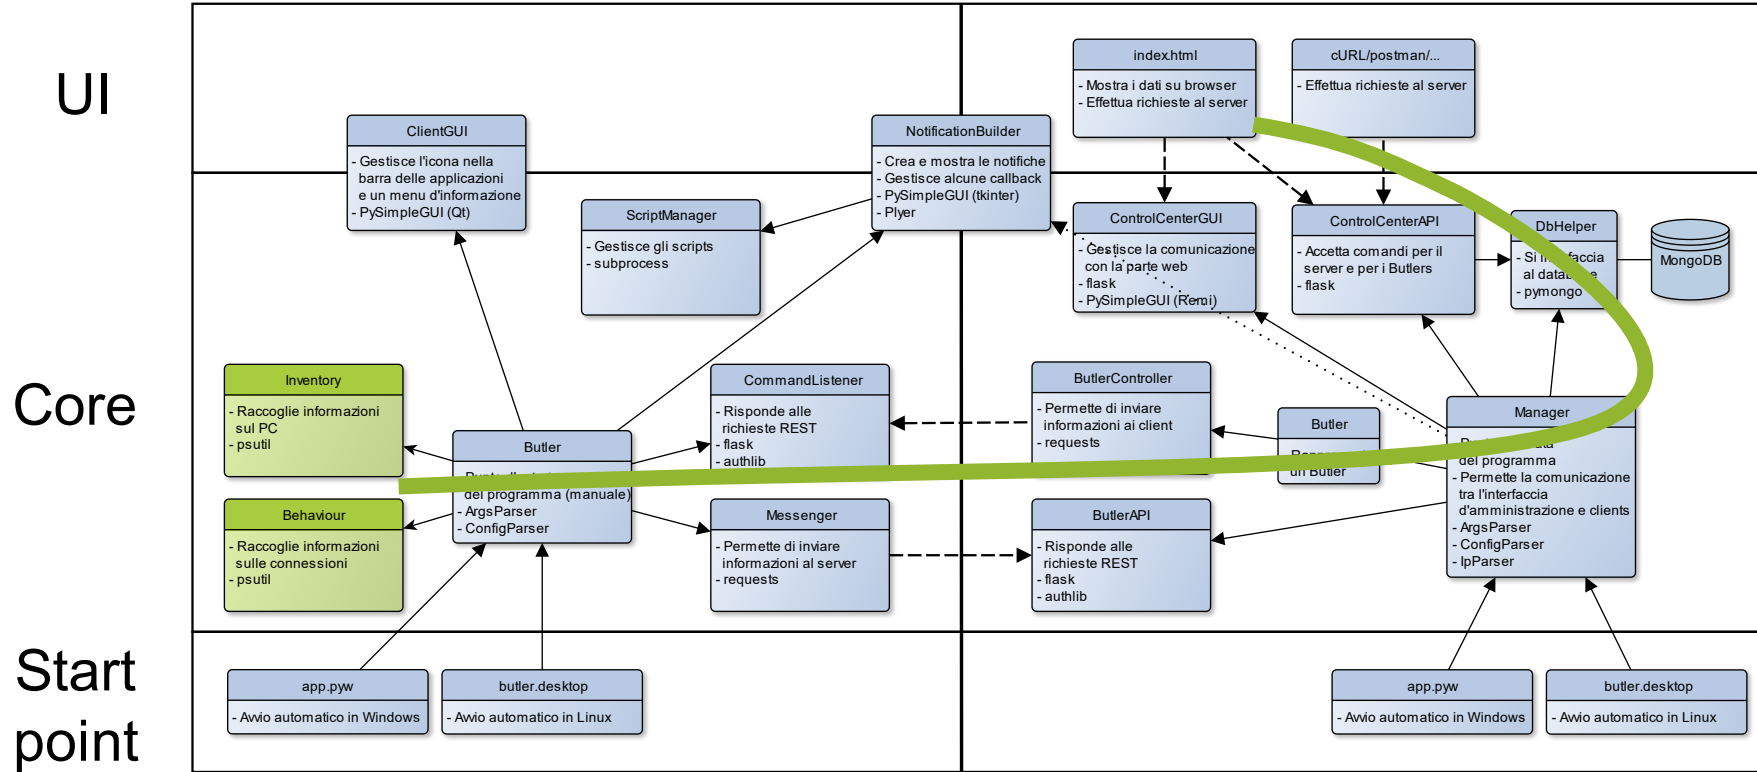 UI
index.html
- Mostra i dati su browser
- Effettua richieste al server
cURL/postman/...
- Effettua richieste al server
ClientGUI
- Gestisce l'icona nella
barra delle applicazioni
e un menu d'informazione
- PySimpleGUI (Qt)
NotificationBuilder
- Crea e mostra le notifiche
- Gestisce alcune callback
- PySimpleGUI (tkinter)
- Plyer
Core
ScriptManager
- Gestisce gli scripts
- subprocess
ControlCenterGUI
- Gestisce la comunicazione
con la parte web
- flask
- PySimpleGUI (Remi)
ControlCenterAPI
- Accetta comandi per il
server e per i Butlers
- flask
DbHelper
- Si interfaccia
al database
- pymongo
MongoDB
Inventory
- Raccoglie informazioni
sul PC
- psutil
Butler
del programma (manuale)
- ArgsParser
- ConfigParser
CommandListener
- Risponde alle
richieste REST
- flask
- authlib
ButlerController
- Permette di inviare
informazioni ai client
- requests
Butler
un Butler
Manager
del programma
- Permette la comunicazione
tra l'interfaccia
d'amministrazione e clients
- ArgsParser
- ConfigParser
- IpParser
Behaviour
- Raccoglie informazioni
sulle connessioni
- psutil
Messenger
- Permette di inviare
informazioni al server
- requests
ButlerAPI
- Risponde alle
richieste REST
- flask
- authlib
Start
point
app.pyw
- Avvio automatico in Windows
butler.desktop
- Avvio automatico in Linux
app.pyw
- Avvio automatico in Windows
butler.desktop
- Avvio automatico in Linux